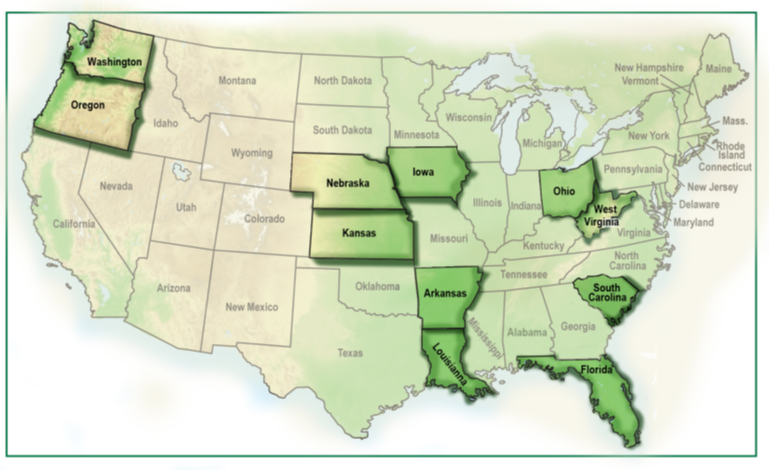 Washington
Oregon
Montana
North Dakota
Idaho
South Dakota
Minnesota
Wisconsin
Michigan
New Hampshire
Vermont
Maine
New York
Mass.
Rhode
Island
Connecticut
Wyoming
Nebraska
Iowa
Illinois
Indiana
Ohio
Pennsylvania
New Jersey
Delaware
Maryland
West
Virginia
Virginia
Nevada
Utah
Colorado
California
Kansas
Missouri
Kentucky
North
Carolina
Tennessee
South
Carolina
Arizona
New Mexico
Oklahoma
Arkansas
Mississippi
Alabama
Georgia
Texas
Louisianna
Florida